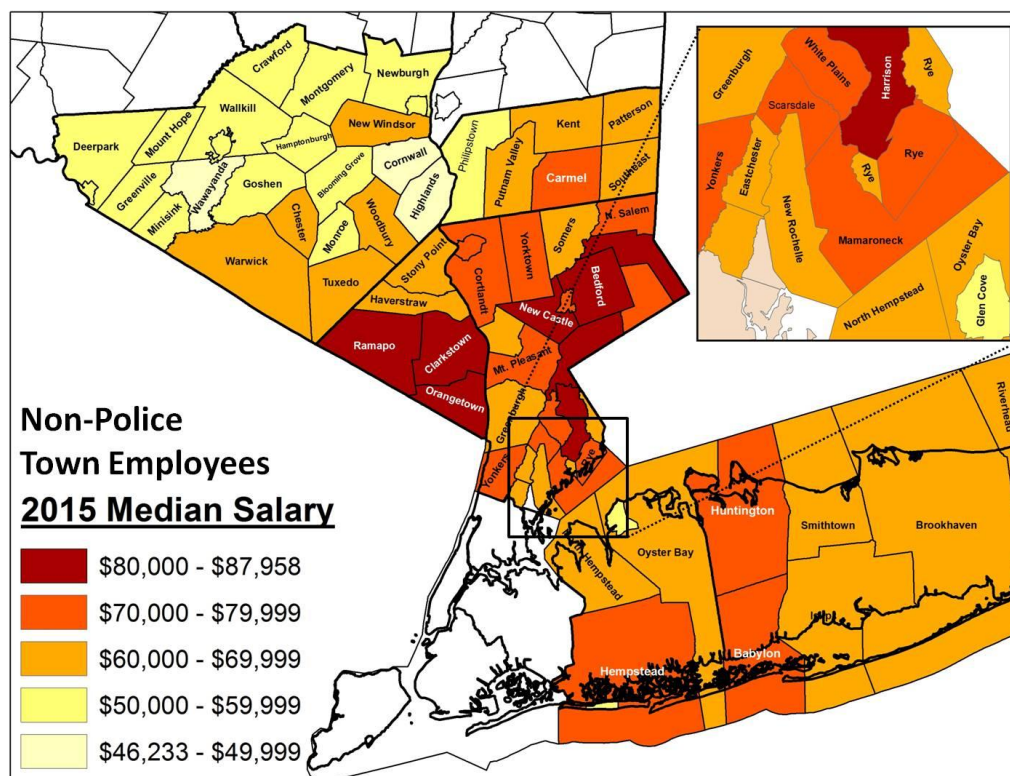 Crawford
Montgomery
Newburgh
Wallkill
Mount Hope
Deerpark
Hamptonburgh
New Windsor
Greenville
Minisink
Wawayanda
Goshen
Blooming Grove
Cornwall
Highlands
Chester
Monroe
Woodbury
Warwick
Tuxedo
Philipstown
Putnam Valley
Kent
Patterson
Carmel
Southeast
Stony Point
Haverstraw
Ramapo
Clarkstown
Orangetown
Cortlandt
Yorktown
Somers
N. Salem
Bedford
New Castle
Mt. Pleasant
Greenburgh
Yonkers
Rye
Greenburgh
White Plains
Harrison
Rye
Scarsdale
Yonkers
Eastchester
Rye
Rye
New Rochelle
Mamaroneck
Oyster Bay
North Hempstead
Glen Cove
Hempstead
Oyster Bay
Huntington
Smithtown
Brookhaven
Riverhead
Hempstead
Babylon
Non-Police
Town Employees
2015 Median Salary
$80,000 - $87,958
$70,000 - $79,999
$60,000 - $69,999
$50,000 - $59,999
$46,233 - $49,999